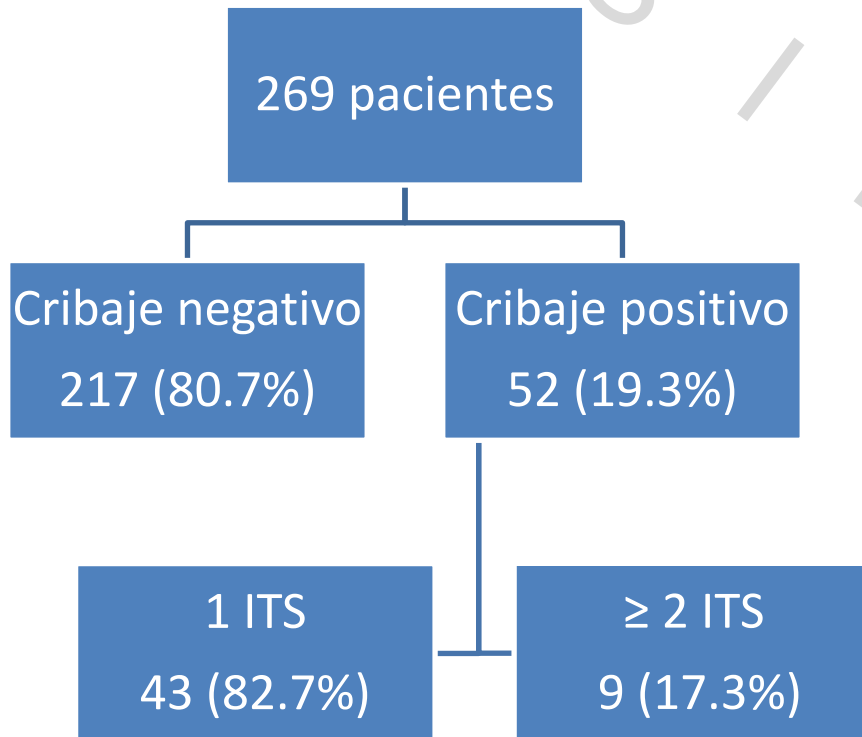 269 pacientes
Cribaje negativo
217 (80.7%)
Cribaje positivo
52 (19.3%)
1 ITS
43 (82.7%)
≥ 2 ITS
9 (17.3%)